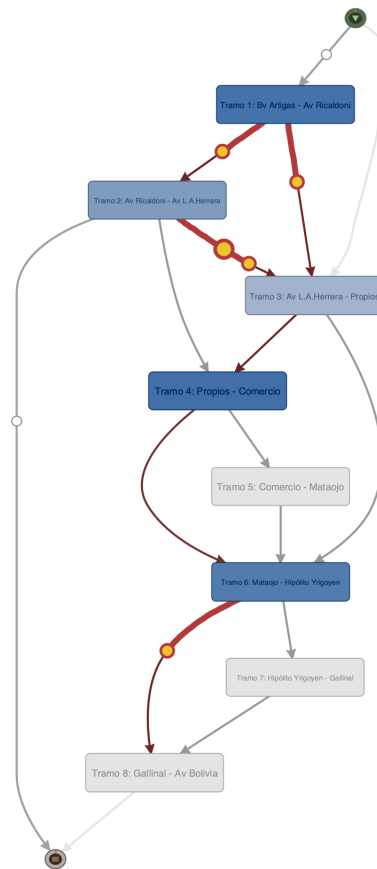 Tramo 1: Bv Artigas - Av Ricaldoni
Tramo 2: Av Ricaldoni - Av L.A.Herrera
Tramo 3: Av L.A.Herrera - Propios
Tramo 4: Propios - Comercio
Tramo 5: Comercio - Mataojo
Tramo 6: Mataojo - Hipólito Yrigoyen
Tramo 7: Hipólito Yrigoyen - Gallinal
Tramo 8: Gallinal - Av Bolivia